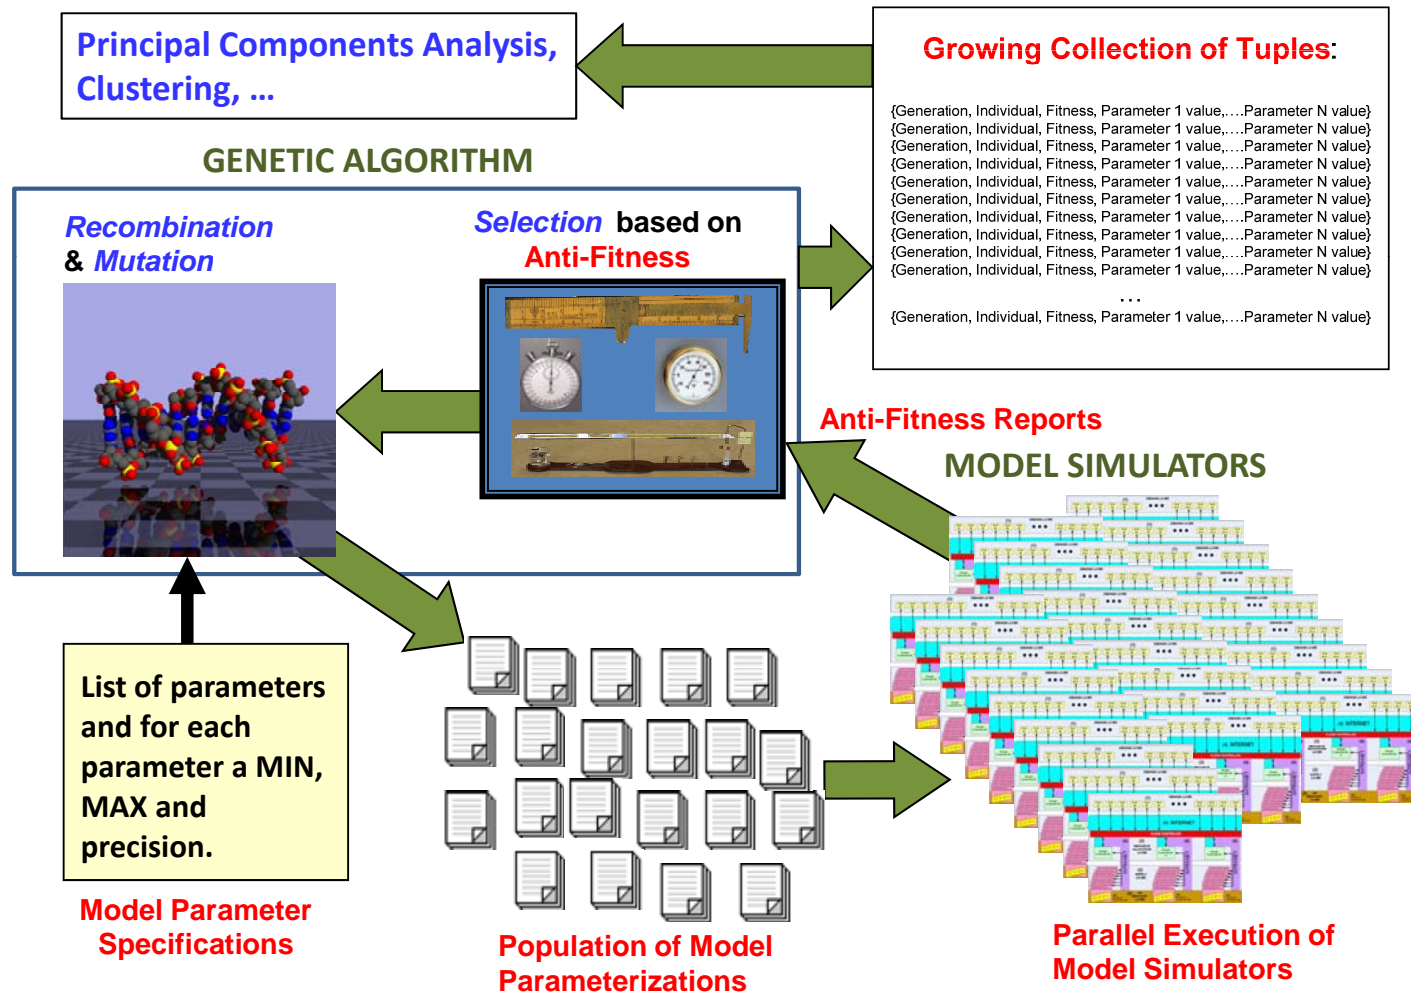 Principal Components Analysis,
Clustering, …
Growing Collection of Tuples:
{Generation, Individual, Fitness, Parameter 1 value,….Parameter N value}
{Generation, Individual, Fitness, Parameter 1 value,….Parameter N value}
{Generation, Individual, Fitness, Parameter 1 value,….Parameter N value}
{Generation, Individual, Fitness, Parameter 1 value,….Parameter N value}
{Generation, Individual, Fitness, Parameter 1 value,….Parameter N value}
{Generation, Individual, Fitness, Parameter 1 value,….Parameter N value}
{Generation, Individual, Fitness, Parameter 1 value,….Parameter N value}
{Generation, Individual, Fitness, Parameter 1 value,….Parameter N value}
{Generation, Individual, Fitness, Parameter 1 value,….Parameter N value}
{Generation, Individual, Fitness, Parameter 1 value,….Parameter N value}
…
{Generation, Individual, Fitness, Parameter 1 value,….Parameter N value}
GENETIC ALGORITHM
Recombination
& Mutation
Selection based on
Anti-Fitness
Anti-Fitness Reports
MODEL SIMULATORS
List of parameters
and for each
parameter a MIN,
MAX and
precision.
Model Parameter
Specifications
Population of Model
Parameterizations
INTERNET
INTERNET
INTERNET
Parallel Execution of
Model Simulators